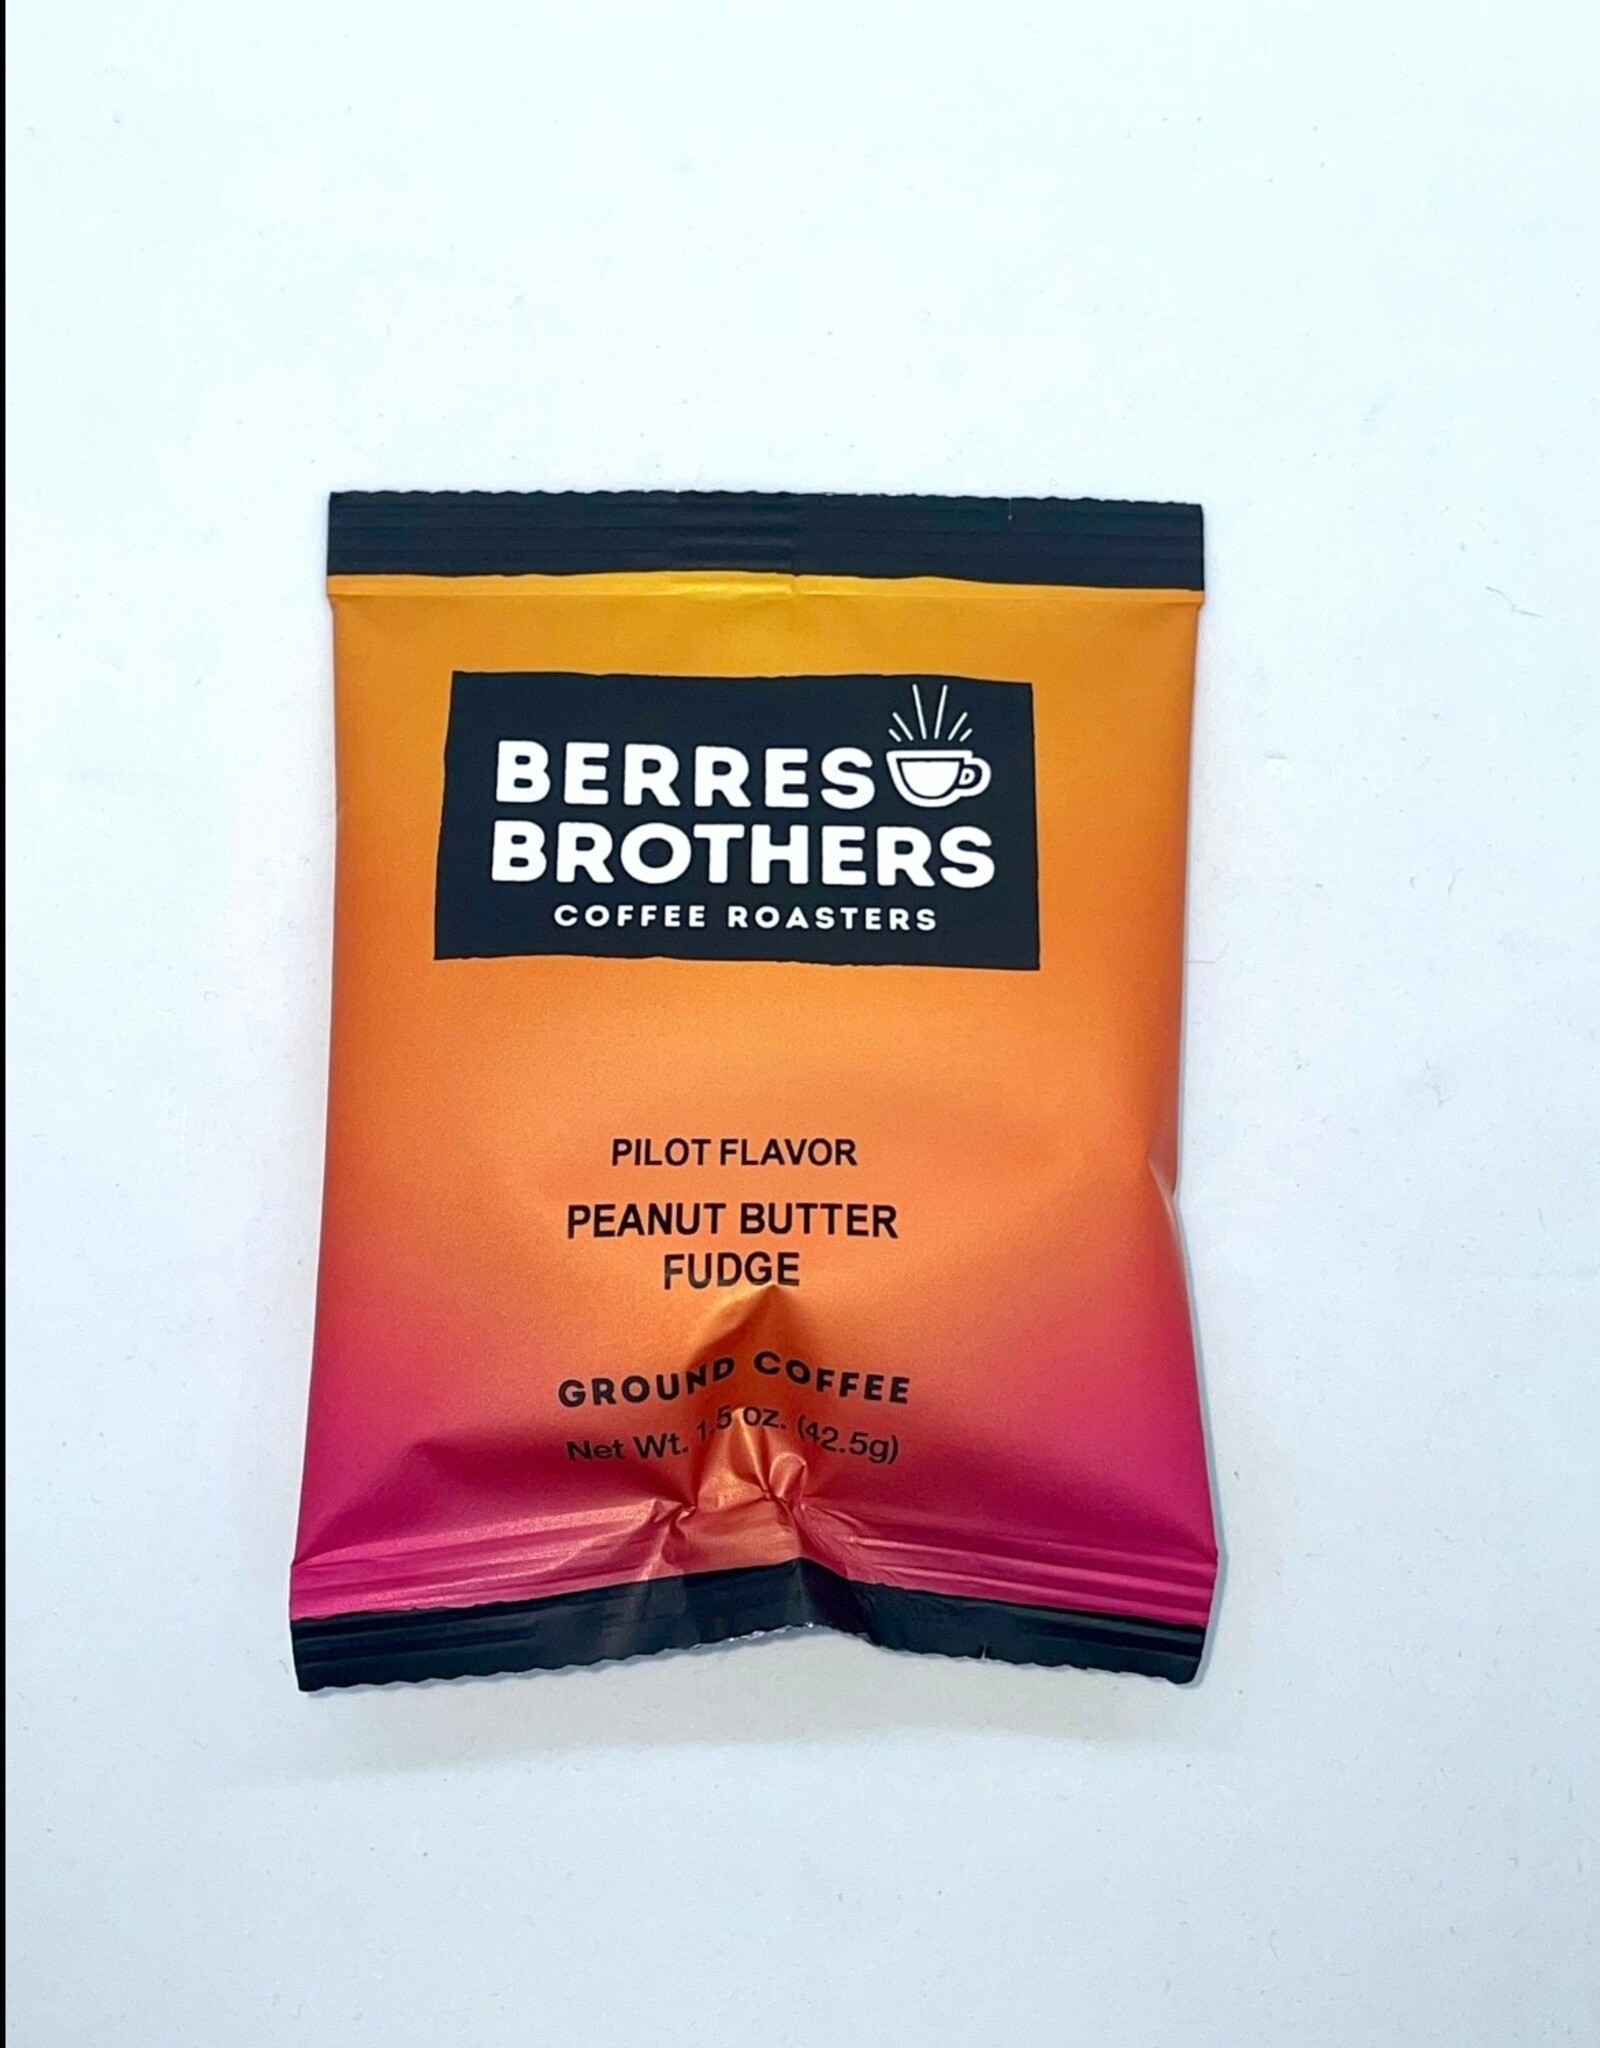 BERRES
BROTHERS
COFFEE ROASTERS
PILOT FLAVOR
PEANUT BUTTER
FUDGE
GROUND COFFEE
Net Wt. 1.5 oz. (42.5g)